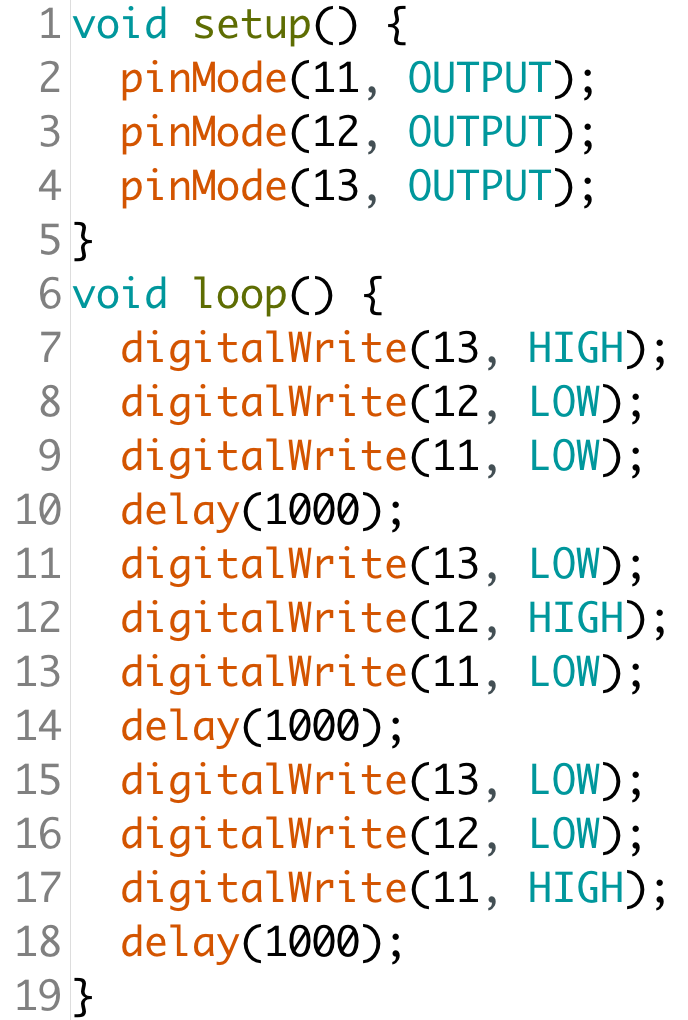 1 void setup() {
2   pinMode(11, OUTPUT);
3   pinMode(12, OUTPUT);
4   pinMode(13, OUTPUT);
5 }
6 void loop() {
7   digitalWrite(13, HIGH);
8   digitalWrite(12, LOW);
9   digitalWrite(11, LOW);
10   delay(1000);
11   digitalWrite(13, LOW);
12   digitalWrite(12, HIGH);
13   digitalWrite(11, LOW);
14   delay(1000);
15   digitalWrite(13, LOW);
16   digitalWrite(12, LOW);
17   digitalWrite(11, HIGH);
18   delay(1000);
19 }